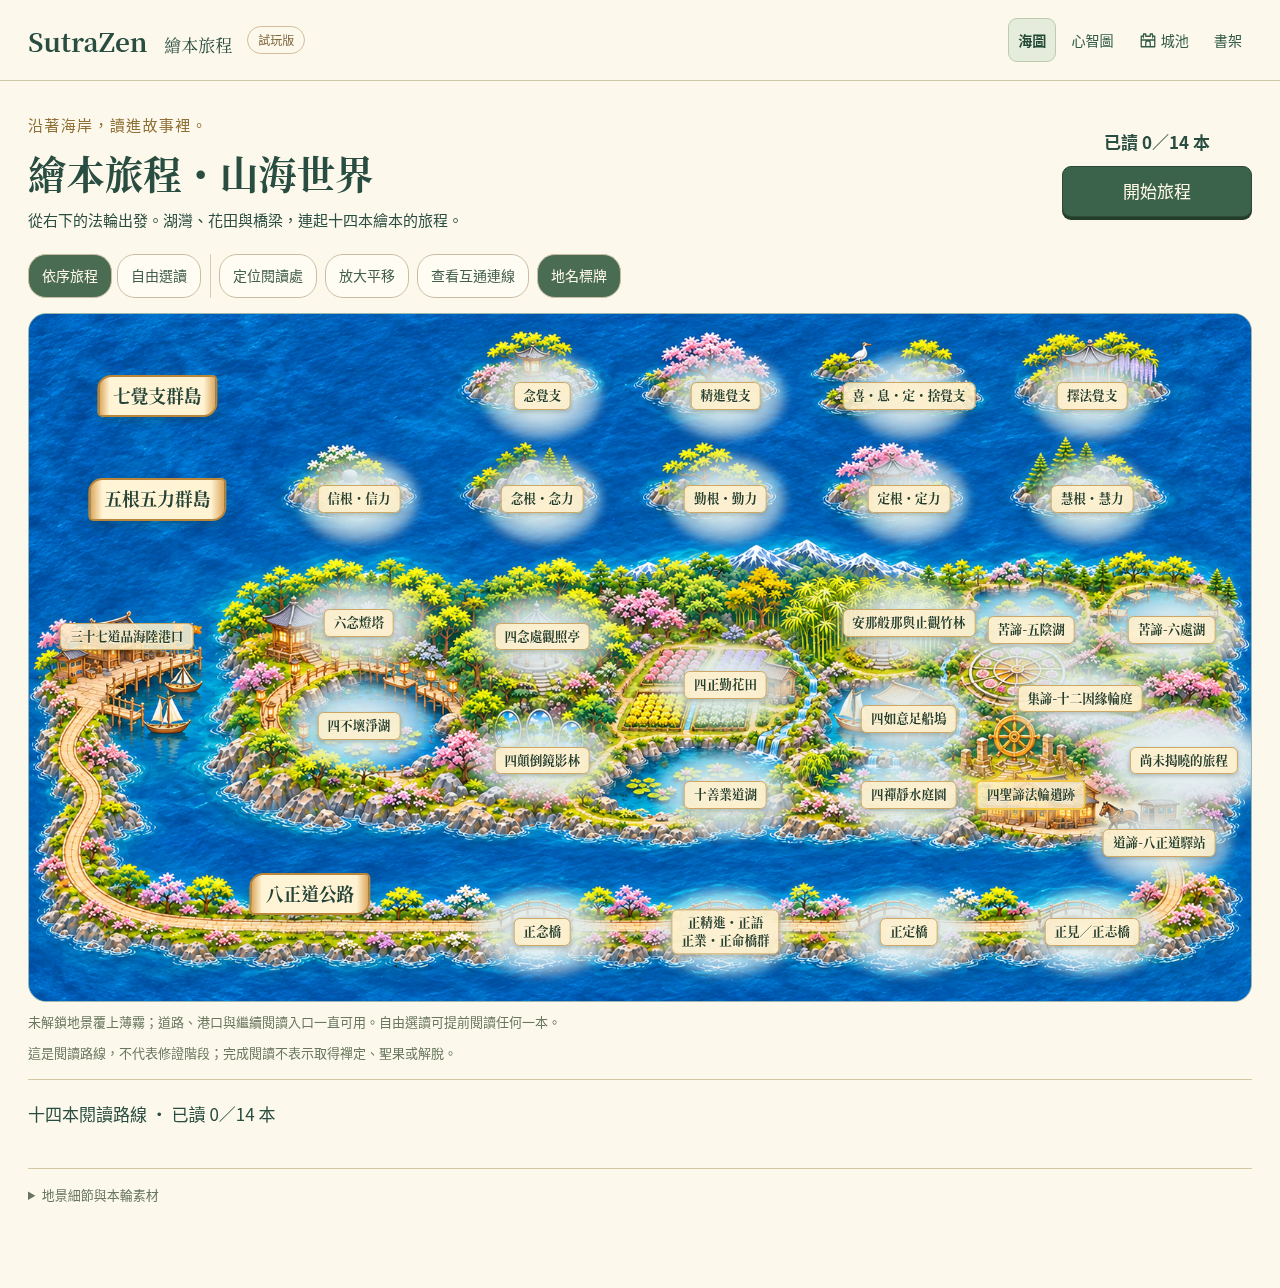 SutraZen 繪本旅程 試玩版
海圖 心智圖 城池 書架
沿著海岸，讀進故事裡。
繪本旅程・山海世界
從右下的法輪出發。湖灣、花田與橋梁，連起十四本繪本的旅程。
已讀 0／14 本
開始旅程
依序旅程 自由選讀 定位閱讀處 放大平移 查看互通連線 地名標牌
七覺支群島
念覺支
精進覺支
喜・息・定・捨覺支
擇法覺支
五根五力群島
信根・信力
念根・念力
勤根・勤力
定根・定力
慧根・慧力
三十七道品海陸港口
六念燈塔
四念處觀照亭
安那般那與止觀竹林
苦諦-五陰湖
苦諦-六處湖
四正勤花田
集諦-十二因緣輪庭
四不壞淨湖
四如意足船塢
四顛倒鏡影林
尚未揭曉的旅程
十善業道湖
四禪靜水庭園
四聖諦法輪遺跡
道諦-八正道驛站
八正道公路
正念橋
正精進・正語
正業・正命橋群
正定橋
正見／正志橋
未解鎖地景覆上薄霧；道路、港口與繼續閱讀入口一直可用。自由選讀可提前閱讀任何一本。
這是閱讀路線，不代表修證階段；完成閱讀不表示取得禪定、聖果或解脫。
十四本閱讀路線 ・ 已讀 0／14 本
地景細節與本輪素材